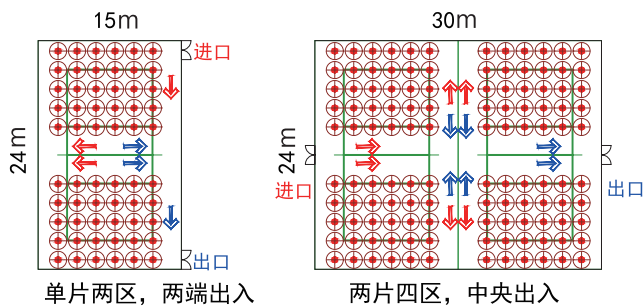 15m
30m
进口
24m
24m
进口
出口
出口
单片两区，两端出入
两片四区，中央出入